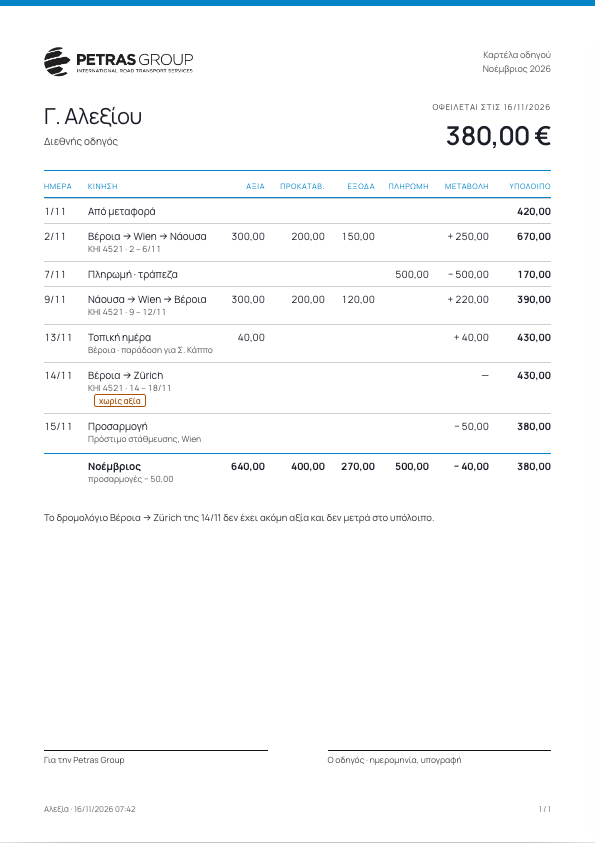 PETRAS GROUP
INTERNATIONAL ROAD TRANSPORT SERVICES
Καρτέλα οδηγού
Νοέμβριος 2026
Γ. Αλεξίου
Διεθνής οδηγός
ΟΦΕΙΛΕΤΑΙ ΣΤΙΣ 16/11/2026
380,00 €
ΗΜΕΡΑ ΚΙΝΗΣΗ ΑΞΙΑ ΠΡΟΚΑΤΑΒ. ΕΞΟΔΑ ΠΛΗΡΩΜΗ ΜΕΤΑΒΟΛΗ ΥΠΟΛΟΙΠΟ
1/11 Από μεταφορά 420,00
2/11 Βέροια → Wien → Νάουσα 300,00 200,00 150,00 + 250,00 670,00
ΚΗΙ 4521 · 2 – 6/11
7/11 Πληρωμή · τράπεζα 500,00 − 500,00 170,00
9/11 Νάουσα → Wien → Βέροια 300,00 200,00 120,00 + 220,00 390,00
ΚΗΙ 4521 · 9 – 12/11
13/11 Τοπική ημέρα 40,00 + 40,00 430,00
Βέροια · παράδοση για Σ. Κάππο
14/11 Βέροια → Zürich — 430,00
ΚΗΙ 4521 · 14 – 18/11
χωρίς αξία
15/11 Προσαρμογή − 50,00 380,00
Πρόστιμο στάθμευσης, Wien
Νοέμβριος 640,00 400,00 270,00 500,00 − 40,00 380,00
προσαρμογές − 50,00
Το δρομολόγιο Βέροια → Zürich της 14/11 δεν έχει ακόμη αξία και δεν μετρά στο υπόλοιπο.
Για την Petras Group
Ο οδηγός · ημερομηνία, υπογραφή
Αλεξία · 16/11/2026 07:42
1 / 1